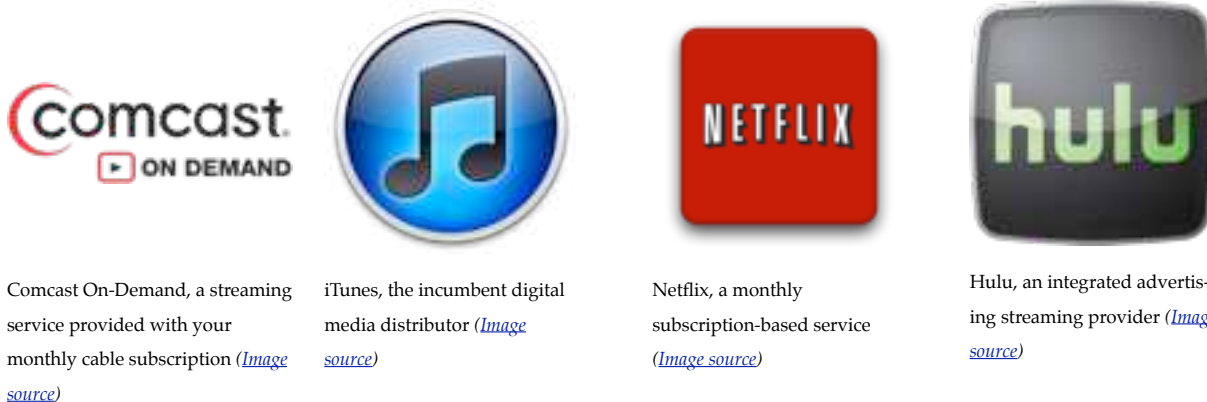 comcast.
ON DEMAND
NETFLIX
hulu
Comcast On-Demand, a streaming
service provided with your
monthly cable subscription (Image
source)
iTunes, the incumbent digital
media distributor (Image
source)
Netflix, a monthly
subscription-based service
(Image source)
Hulu, an integrated advertis-
ing streaming provider (Imag
source)